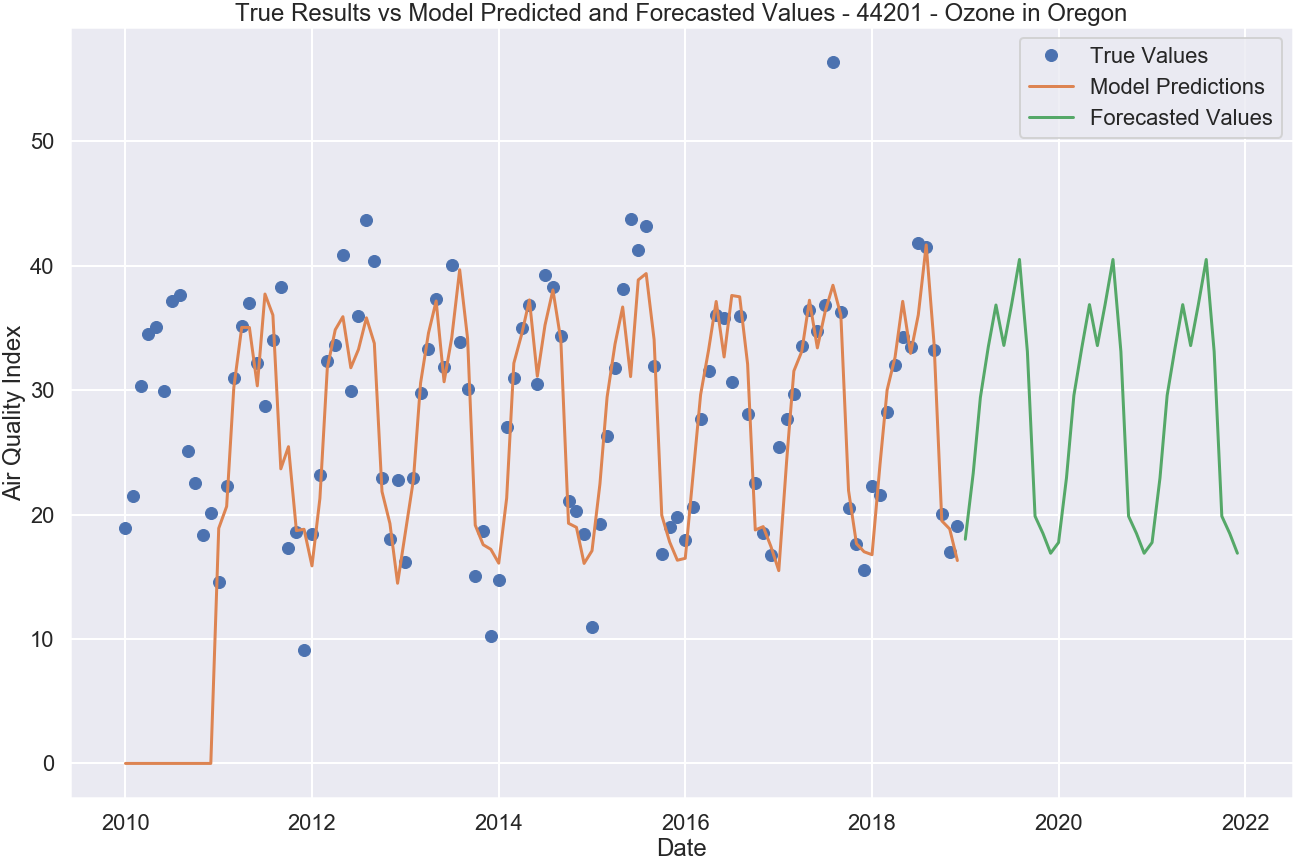 True Results vs Model Predicted and Forecasted Values - 44201 - Ozone in Oregon
True Values
Model Predictions
Forecasted Values
Air Quality Index
50
40
30
20
10
0
2010 2012 2014 2016 2018 2020 2022
Date